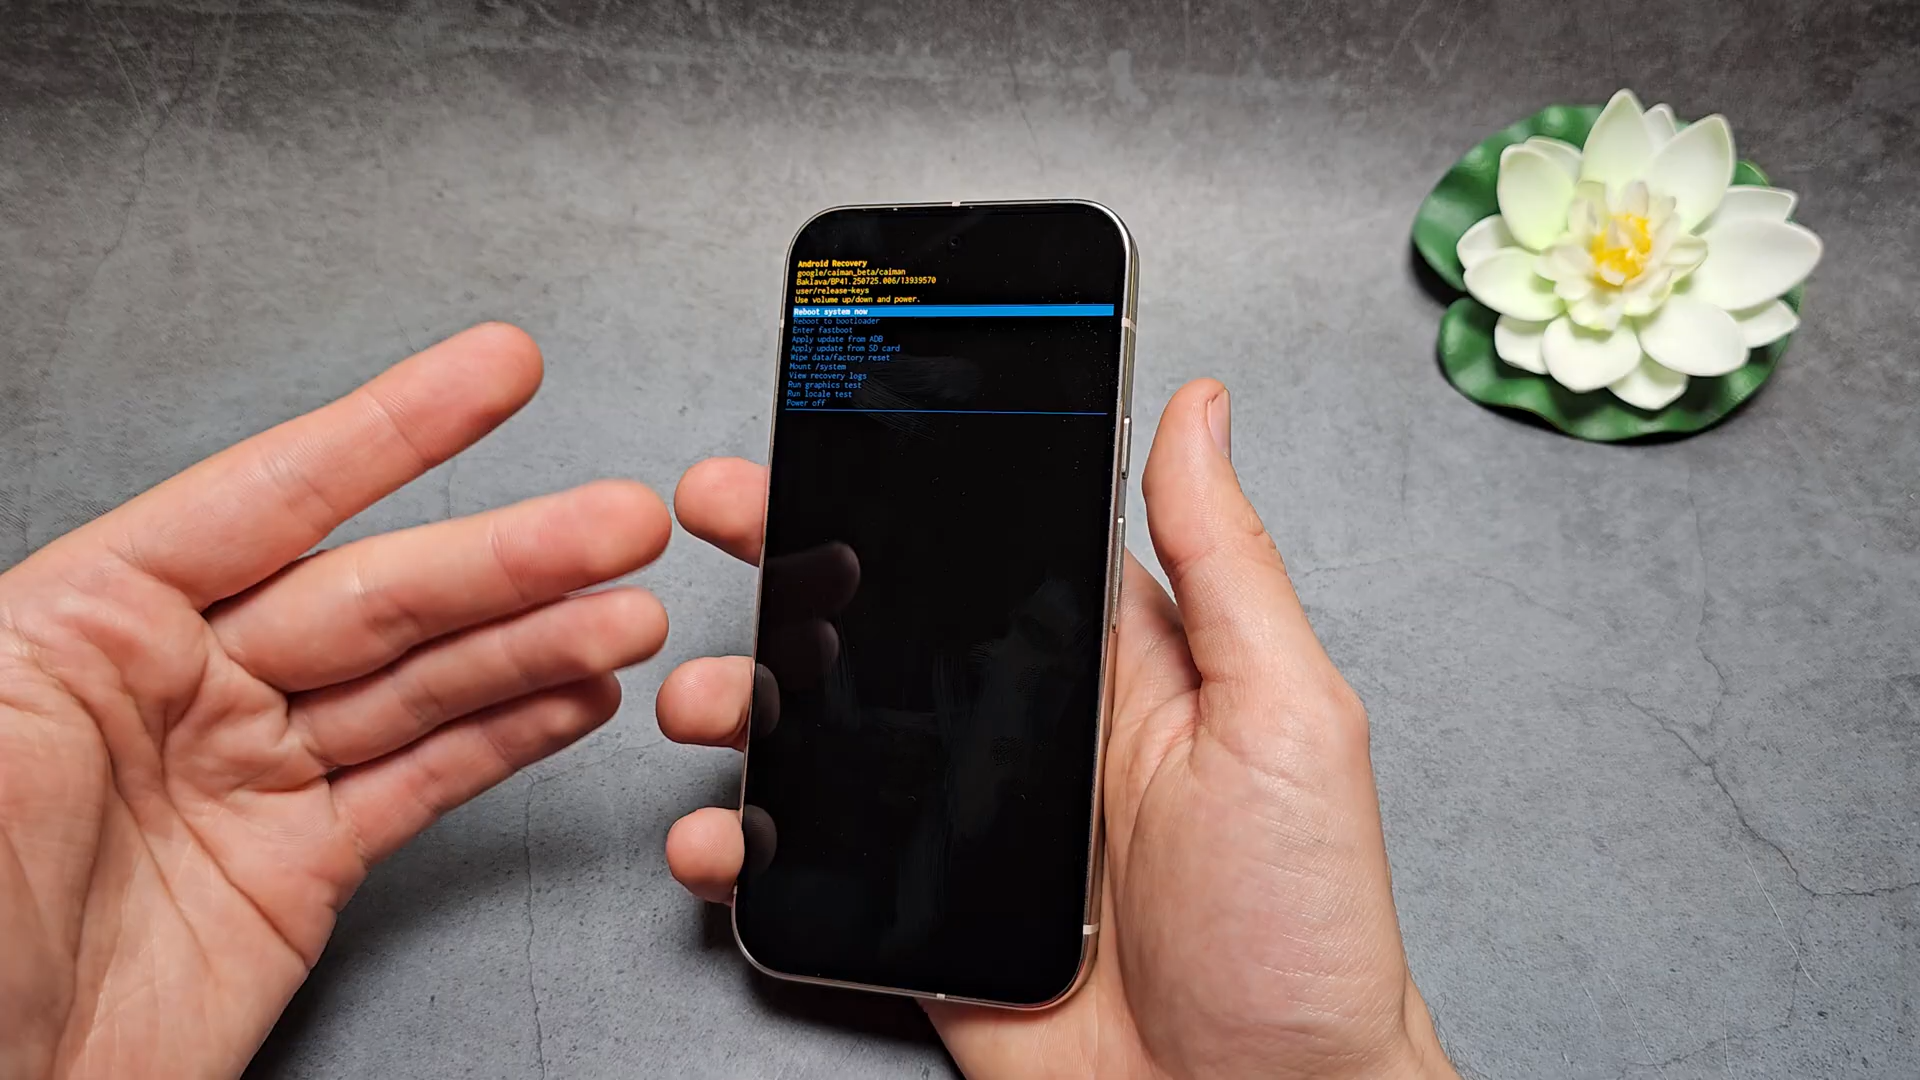 Android Recovery
google/caiman_beta/caiman
Baklava/BP41.250725.006/13939570
user/release-keys
Use volume up/down and power.
Reboot system now
Reboot to bootloader
Enter fastboot
Apply update from ADB
Apply update from SD card
Wipe data/factory reset
Mount /system
View recovery logs
Run graphics test
Run locale test
Power off